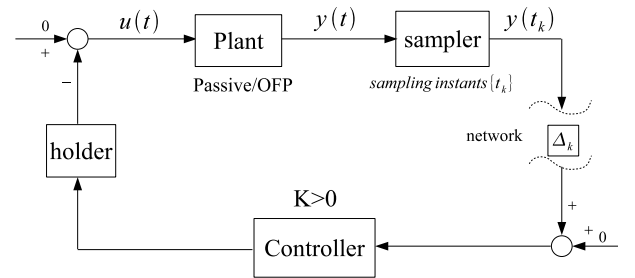 0
+
u(t)
Plant
y(t)
sampler
y(t_k)
−
Passive/OFP
sampling instants{t_k}
network
Δ_k
holder
K>0
+
+
0
Controller